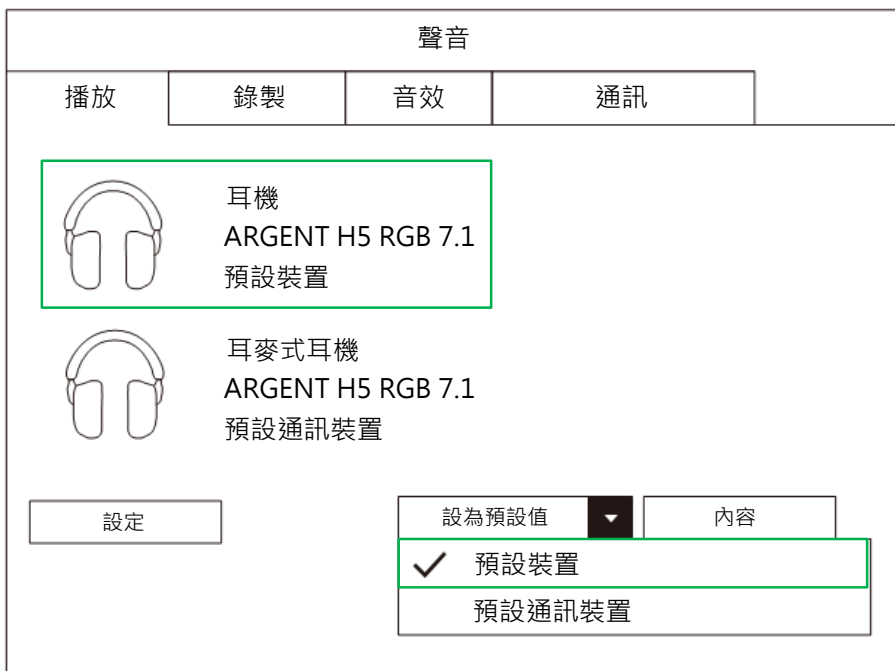 聲音
播放 錄製 音效 通訊
耳機
ARGENT H5 RGB 7.1
預設裝置
耳麥式耳機
ARGENT H5 RGB 7.1
預設通訊裝置
設定 設為預設值 內容
預設裝置
預設通訊裝置